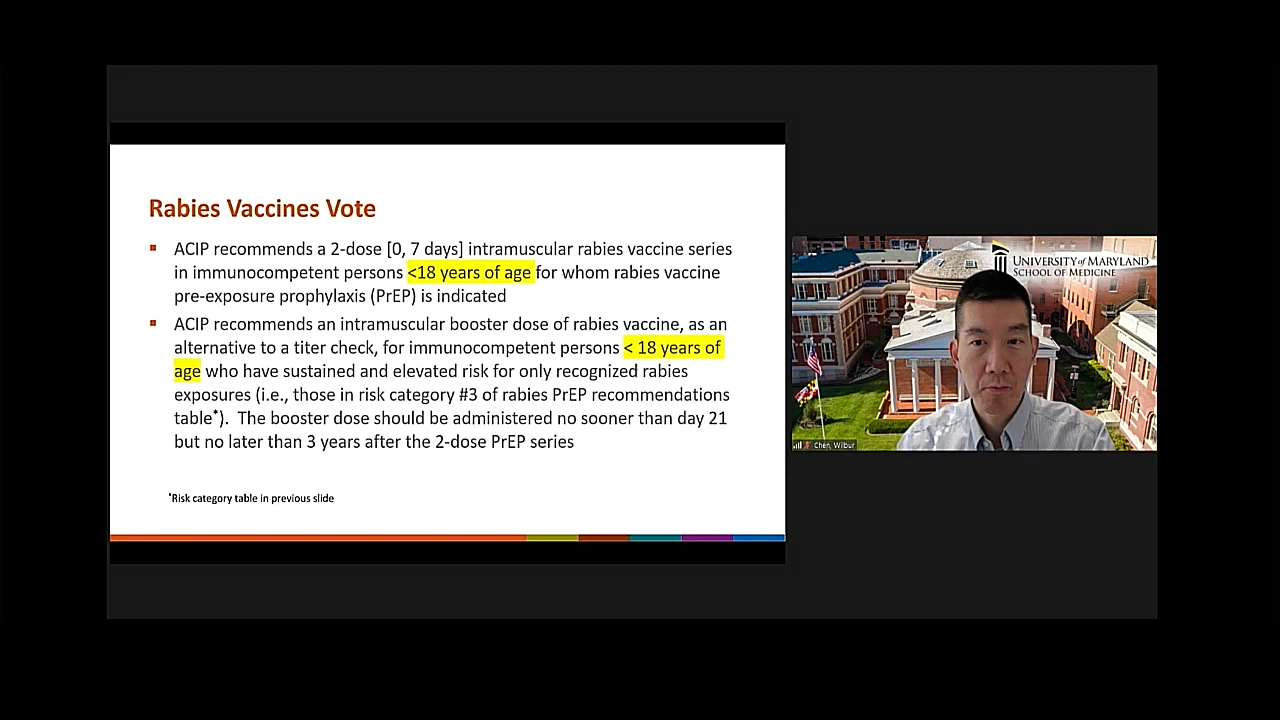 Rabies Vaccines Vote
ACIP recommends a 2-dose [0, 7 days] intramuscular rabies vaccine series
in immunocompetent persons <18 years of age for whom rabies vaccine
pre-exposure prophylaxis (PrEP) is indicated
ACIP recommends an intramuscular booster dose of rabies vaccine, as an
alternative to a titer check, for immunocompetent persons < 18 years of
age who have sustained and elevated risk for only recognized rabies
exposures (i.e., those in risk category #3 of rabies PrEP recommendations
table*).  The booster dose should be administered no sooner than day 21
but no later than 3 years after the 2-dose PrEP series
*Risk category table in previous slide
UNIVERSITY of MARYLAND
SCHOOL OF MEDICINE
Chen, Wilbur